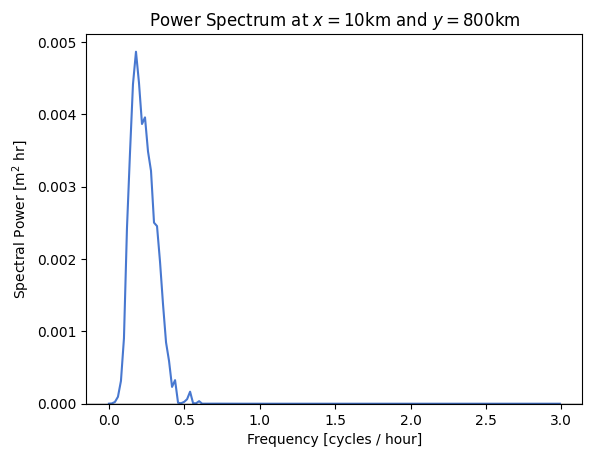 Power Spectrum at x = 10km and y = 800km
Spectral Power [m² hr]
0.005
0.004
0.003
0.002
0.001
0.000
0.0 0.5 1.0 1.5 2.0 2.5 3.0
Frequency [cycles / hour]